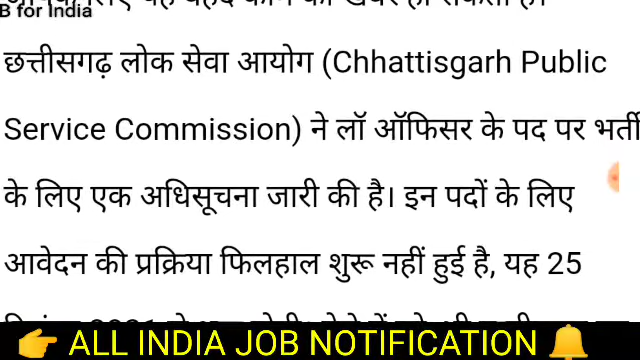 B for India
छत्तीसगढ़ लोक सेवा आयोग (Chhattisgarh Public
Service Commission) ने लॉ ऑफिसर के पद पर भर्ती
के लिए एक अधिसूचना जारी की है। इन पदों के लिए
आवेदन की प्रक्रिया फिलहाल शुरू नहीं हुई है, यह 25
👉 ALL INDIA JOB NOTIFICATION 🔔